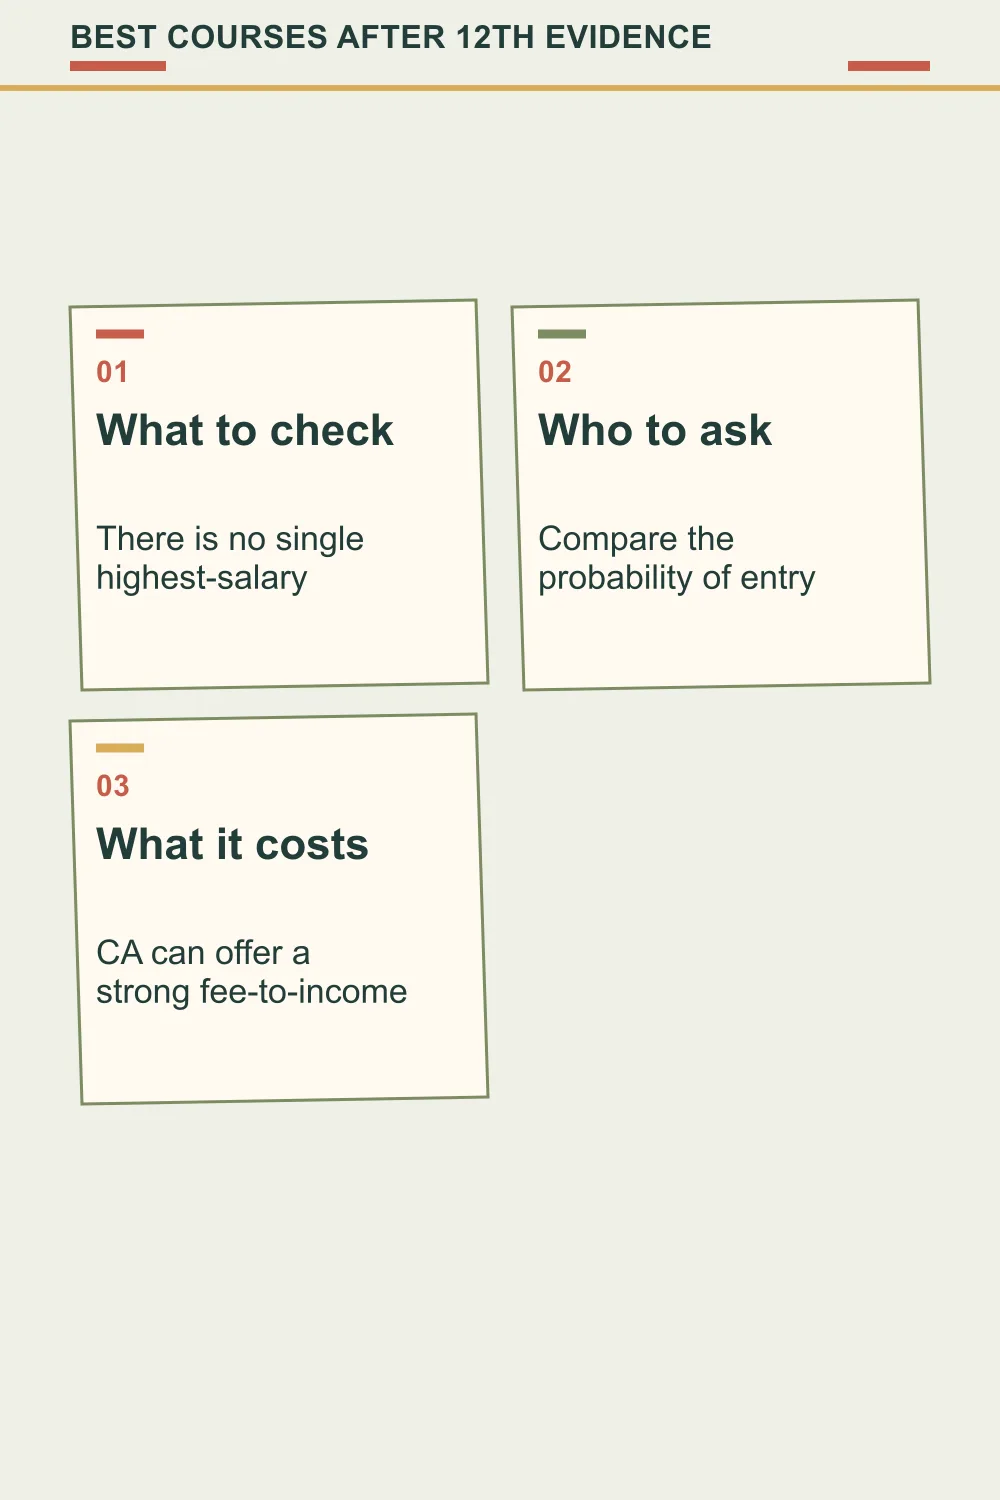 BEST COURSES AFTER 12TH EVIDENCE
01
What to check
There is no single
highest-salary
02
Who to ask
Compare the
probability of entry
03
What it costs
CA can offer a
strong fee-to-income